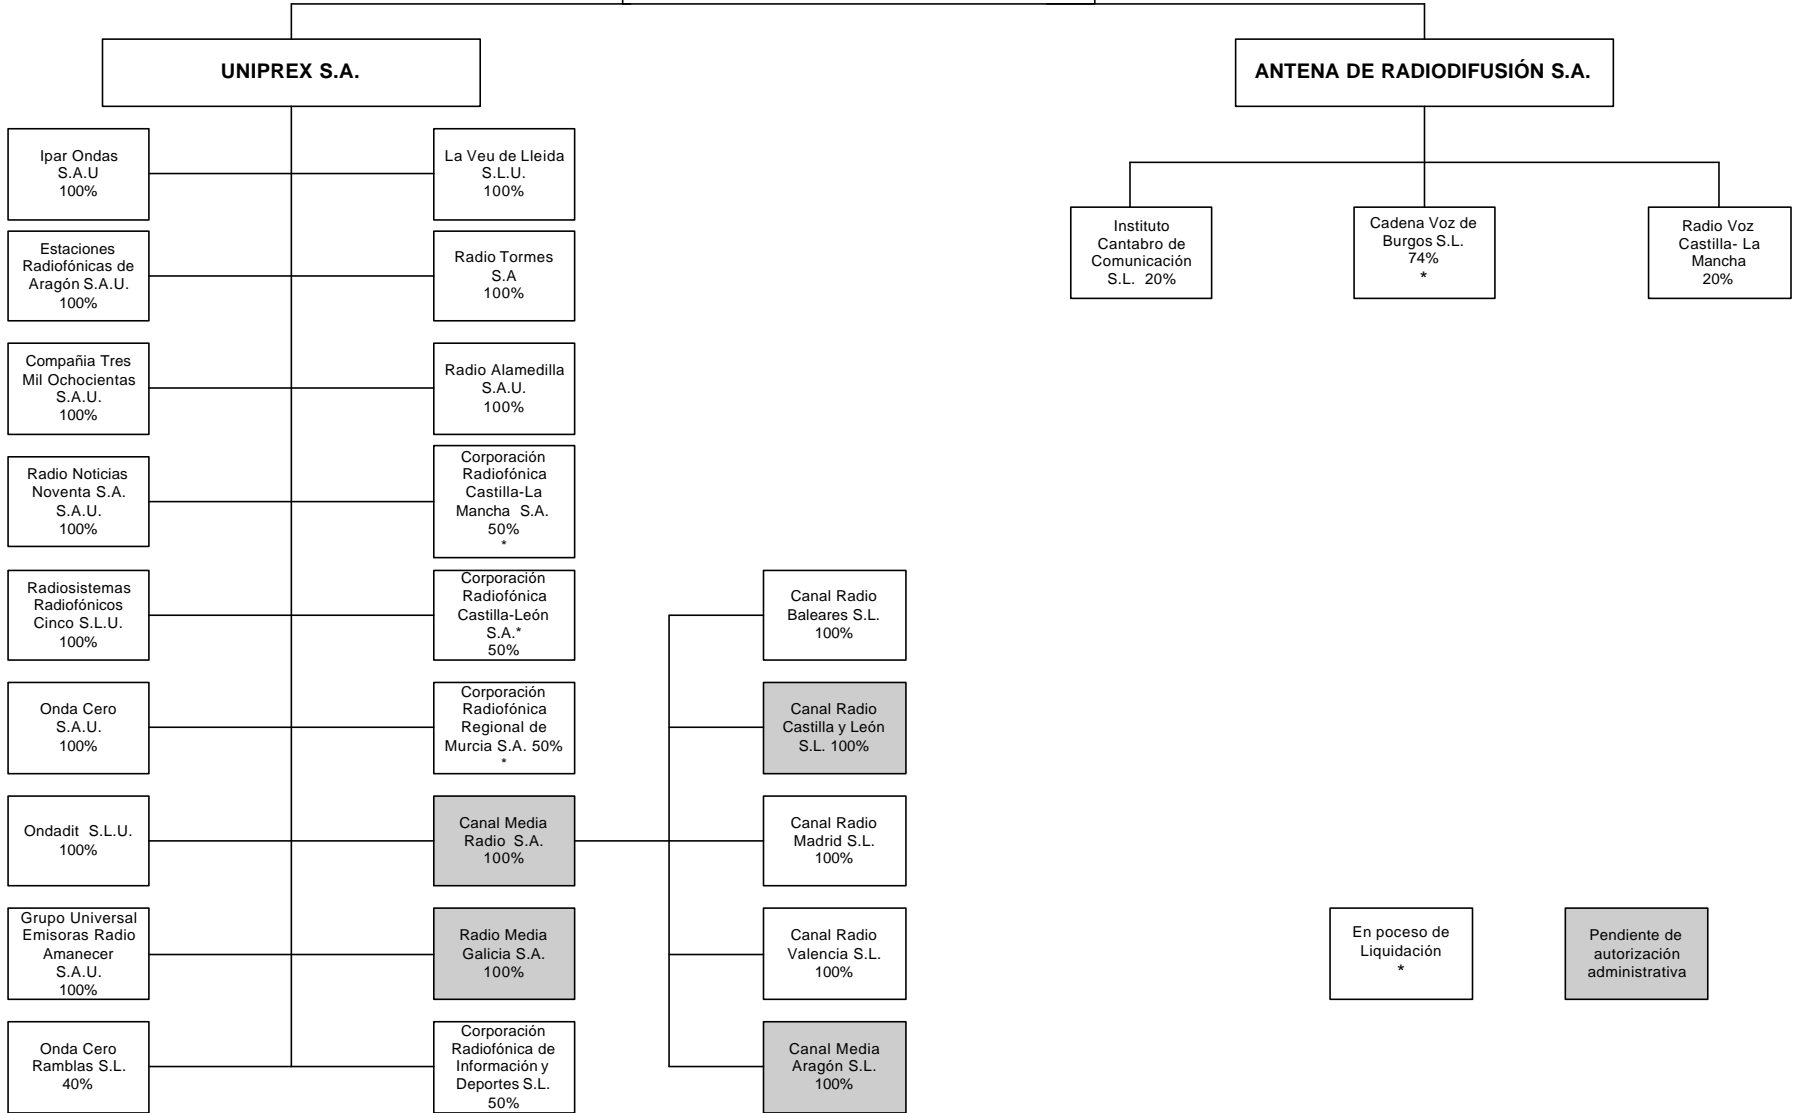 UNIPREX S.A.
ANTENA DE RADIODIFUSIÓN S.A.
Ipar Ondas
S.A.U
100%
La Veu de Lleida
S.L.U.
100%
Instituto
Cantabro de
Comunicación
S.L. 20%
Cadena Voz de
Burgos S.L.
74%
*
Radio Voz
Castilla- La
Mancha
20%
Estaciones
Radiofónicas de
Aragón S.A.U.
100%
Radio Tormes
S.A
100%
Compañia Tres
Mil Ochocientas
S.A.U.
100%
Radio Alamedilla
S.A.U.
100%
Radio Noticias
Noventa S.A.
S.A.U.
100%
Corporación
Radiofónica
Castilla-La
Mancha S.A.
50%
*
Radiosistemas
Radiofónicos
Cinco S.L.U.
100%
Corporación
Radiofónica
Castilla-León
S.A.*
50%
Canal Radio
Baleares S.L.
100%
Onda Cero
S.A.U.
100%
Corporación
Radiofónica
Regional de
Murcia S.A. 50%
*
Canal Radio
Castilla y León
S.L. 100%
Ondadit S.L.U.
100%
Canal Media
Radio S.A.
100%
Canal Radio
Madrid S.L.
100%
Grupo Universal
Emisoras Radio
Amanecer
S.A.U.
100%
Radio Media
Galicia S.A.
100%
Canal Radio
Valencia S.L.
100%
En poceso de
Liquidación
*
Pendiente de
autorización
administrativa
Onda Cero
Ramblas S.L.
40%
Corporación
Radiofónica de
Información y
Deportes S.L.
50%
Canal Media
Aragón S.L.
100%